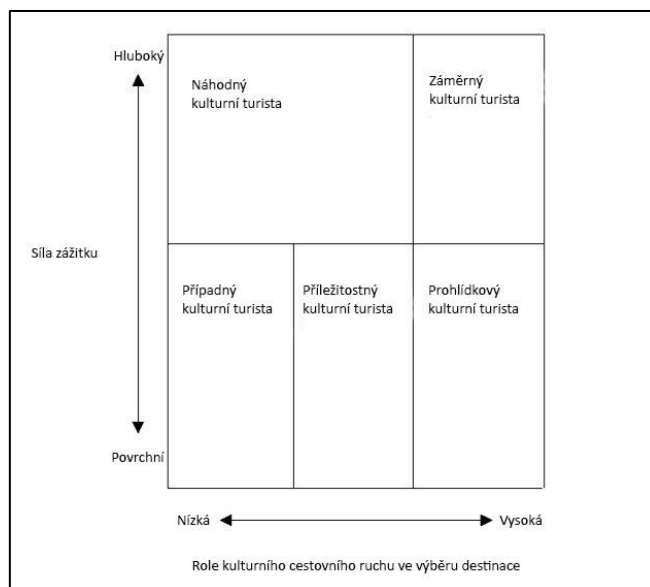 Hluboký
Náhodný
kulturní turista
Záměrný
kulturní turista
Síla zážitku
Případný
kulturní turista
Příležitostný
kulturní turista
Prohlídkový
kulturní turista
Povrchní
Nízká
Vysoká
Role kulturního cestovního ruchu ve výběru destinace